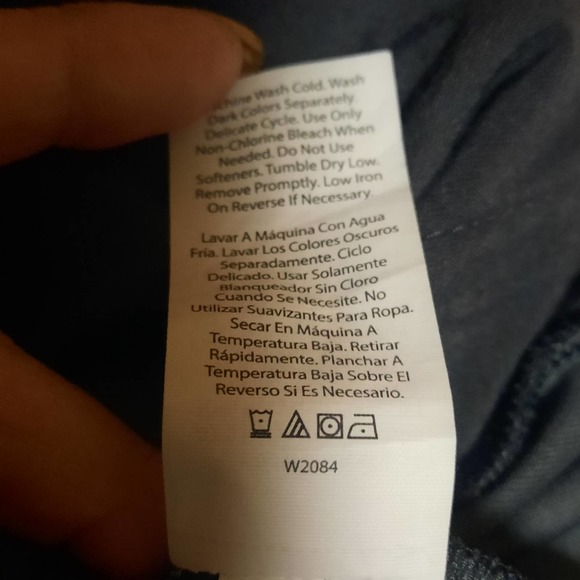 Machine Wash Cold. Wash
Dark Colors Separately.
Delicate Cycle. Use Only
Non-Chlorine Bleach When
Needed. Do Not Use
Softeners. Tumble Dry Low.
Remove Promptly. Low Iron
On Reverse If Necessary.
Lavar A Máquina Con Agua
Fria. Lavar Los Colores Oscuros
Separadamente. Ciclo
Delicado. Usar Solamente
Blanqueador Sin Cloro
Cuando Se Necesite. No
Utilizar Suavizantes Para Ropa.
Secar En Máquina A
Temperatura Baja. Retirar
Rápidamente. Planchar A
Temperatura Baja Sobre El
Reverso Si Es Necesario.
W2084